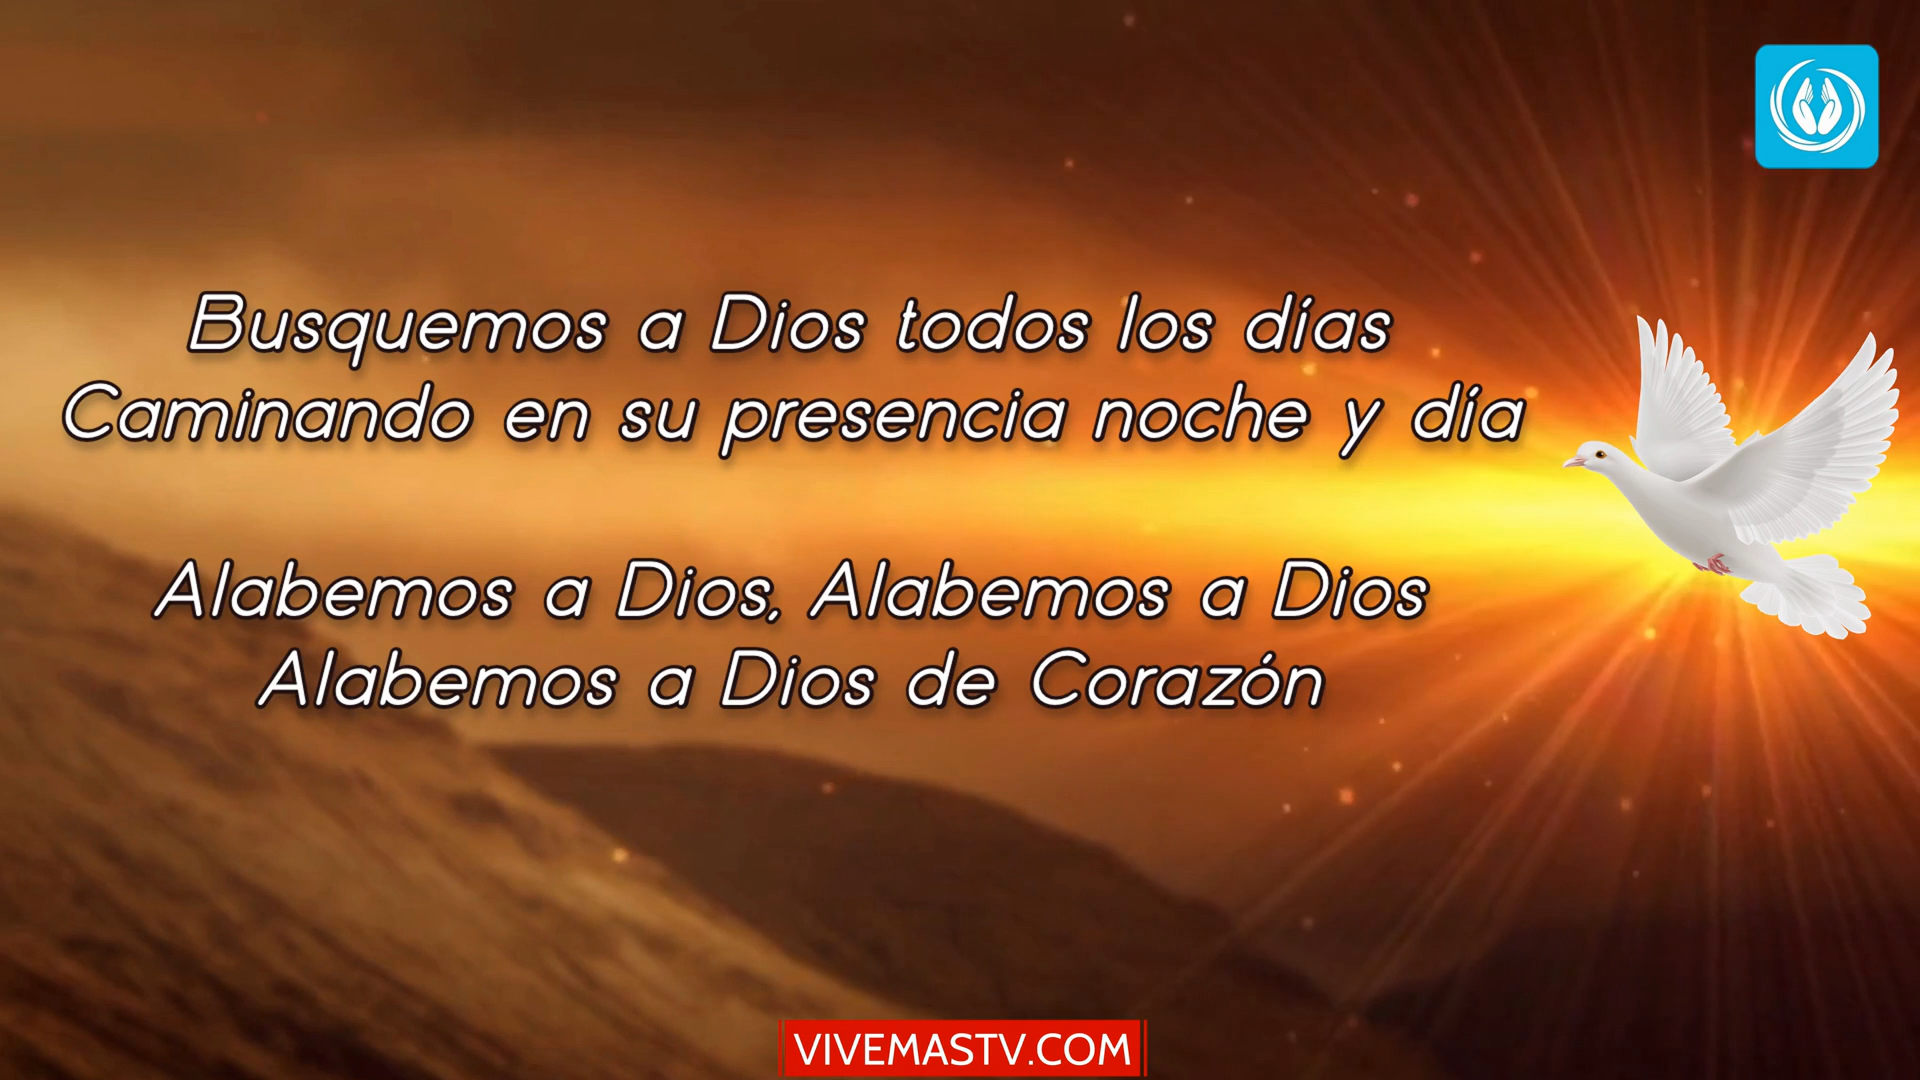 Busquemos a Dios todos los días
Caminando en su presencia noche y día
Alabemos a Dios, Alabemos a Dios
Alabemos a Dios de Corazón
VIVEMASTV.COM